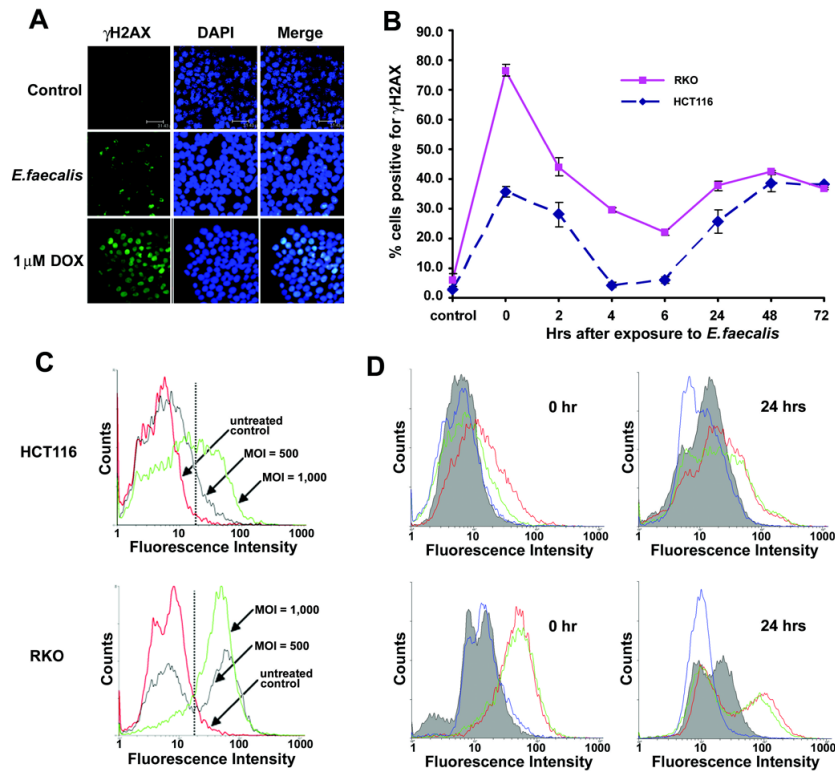 A
γH2AX DAPI Merge
Control
E.faecalis
1μM DOX
B
% cells positive for γH2AX
90.0
80.0
70.0
60.0
50.0
40.0
30.0
20.0
10.0
0.0
RKO
HCT116
control 0 2 4 6 24 48 72
Hrs after exposure to E.faecalis
C
HCT116
Counts
untreated
control
MOI = 500
MOI = 1,000
1 10 100 1000
Fluorescence Intensity
RKO
Counts
MOI = 1,000
MOI = 500
untreated
control
1 10 100 1000
Fluorescence Intensity
D
Counts
0 hr
1 10 100 1000
Fluorescence Intensity
Counts
24 hrs
1 10 100 1000
Fluorescence Intensity
Counts
0 hr
1 10 100 1000
Fluorescence Intensity
Counts
24 hrs
1 10 100 1000
Fluorescence Intensity